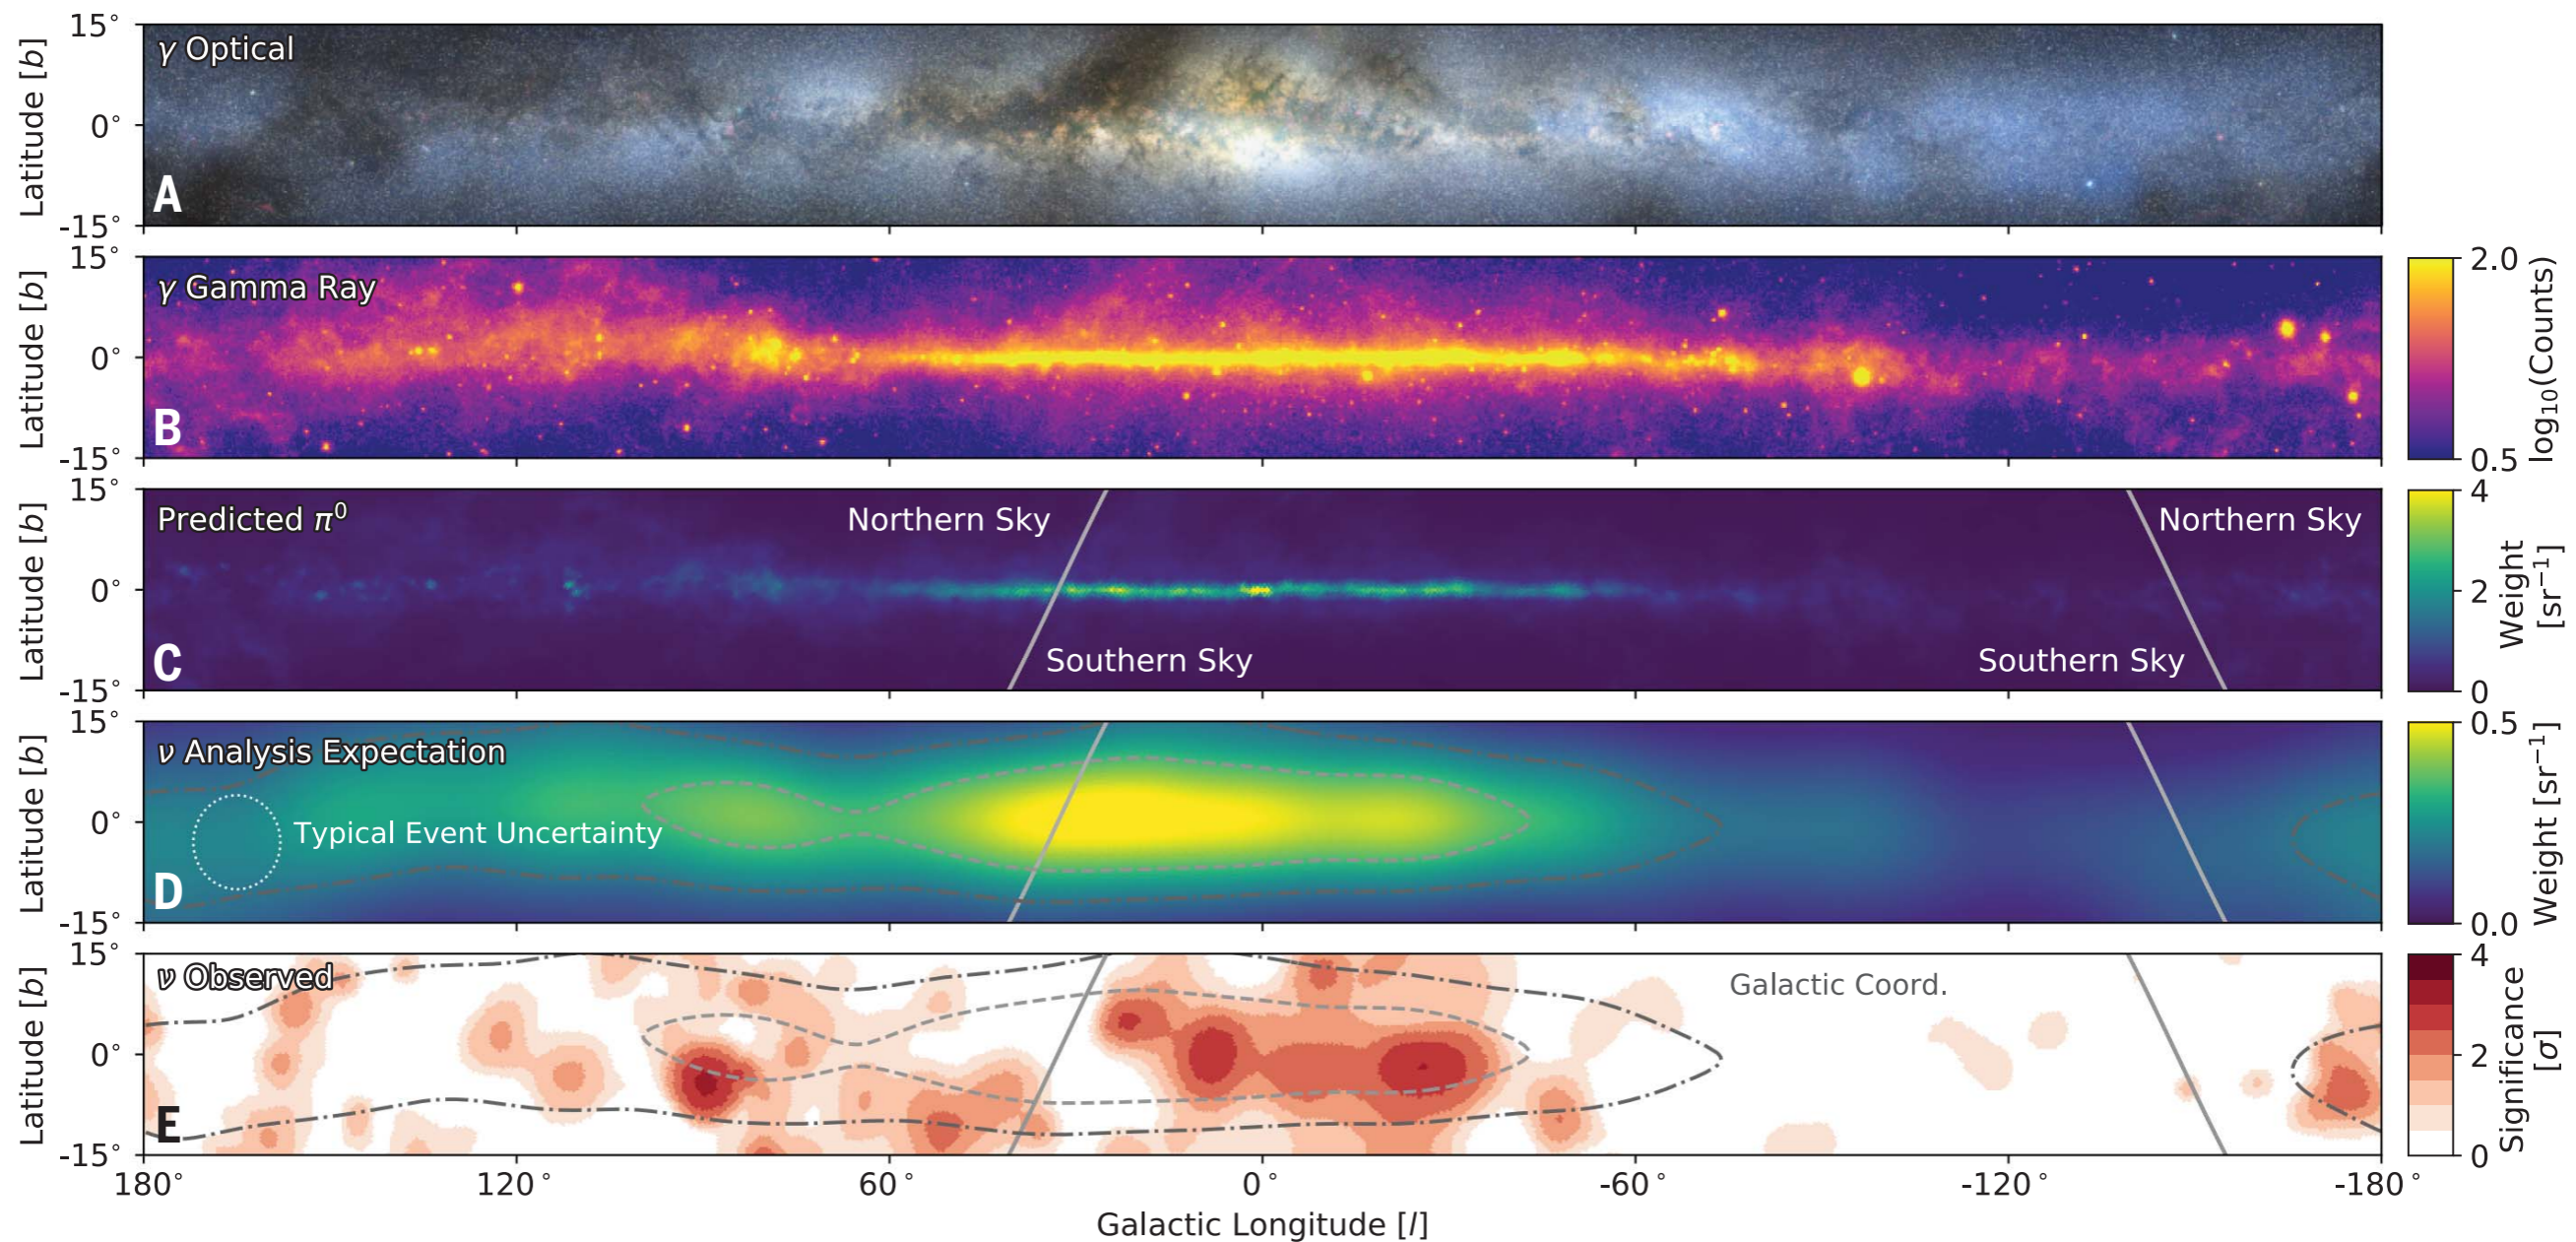 15°
Latitude [b]
0°
-15°
γ Optical
A
15°
Latitude [b]
0°
-15°
γ Gamma Ray
B
2.0
0.5
log₁₀(Counts)
15°
Latitude [b]
0°
-15°
Predicted π⁰
Northern Sky
Northern Sky
Southern Sky
Southern Sky
C
4
2
0
Weight
[sr⁻¹]
15°
Latitude [b]
0°
-15°
ν Analysis Expectation
Typical Event Uncertainty
D
0.5
0.0
Weight [sr⁻¹]
15°
Latitude [b]
0°
-15°
ν Observed
Galactic Coord.
E
4
2
0
Significance
[σ]
180° 120° 60° 0° -60° -120° -180°
Galactic Longitude [l]